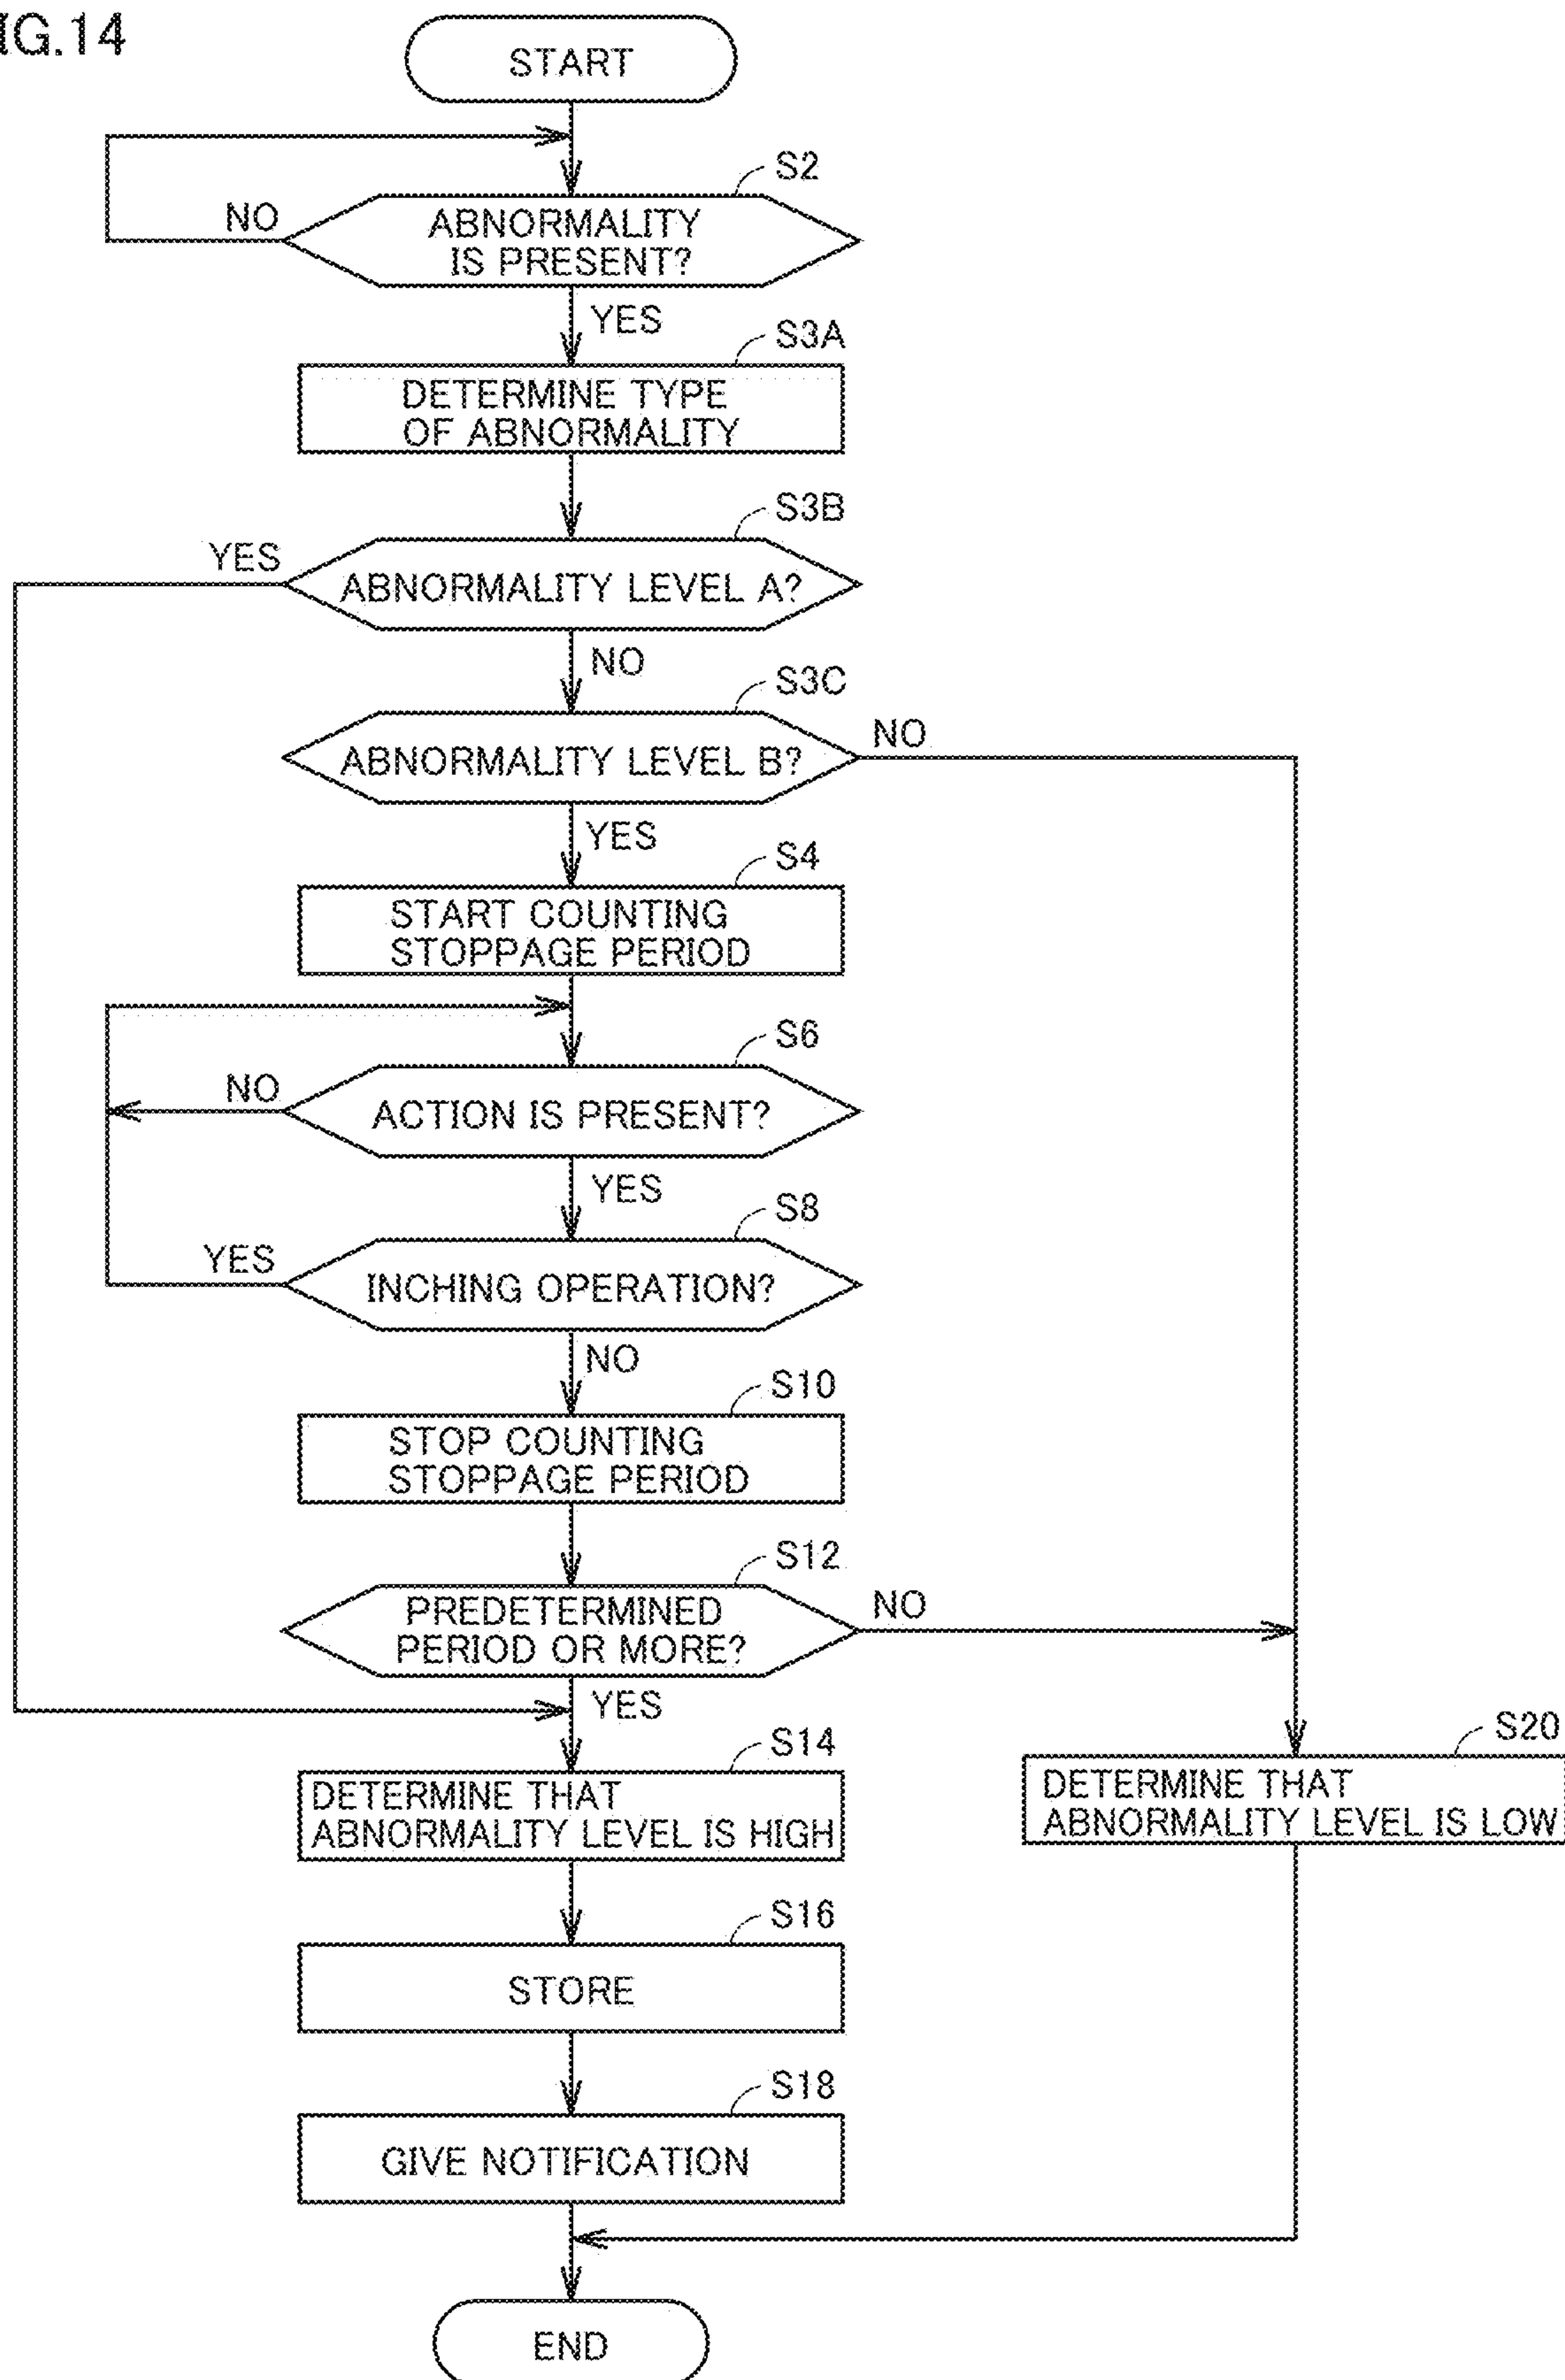 IG.14
START
S2
NO
ABNORMALITY
IS PRESENT?
YES
S3A
DETERMINE TYPE
OF ABNORMALITY
S3B
YES
ABNORMALITY LEVEL A?
NO
S3C
ABNORMALITY LEVEL B?
NO
YES
S4
START COUNTING
STOPPAGE PERIOD
S6
NO
ACTION IS PRESENT?
YES
S8
YES
INCHING OPERATION?
NO
S10
STOP COUNTING
STOPPAGE PERIOD
S12
PREDETERMINED
PERIOD OR MORE?
NO
YES
S14
DETERMINE THAT
ABNORMALITY LEVEL IS HIGH
S20
DETERMINE THAT
ABNORMALITY LEVEL IS LOW
S16
STORE
S18
GIVE NOTIFICATION
END